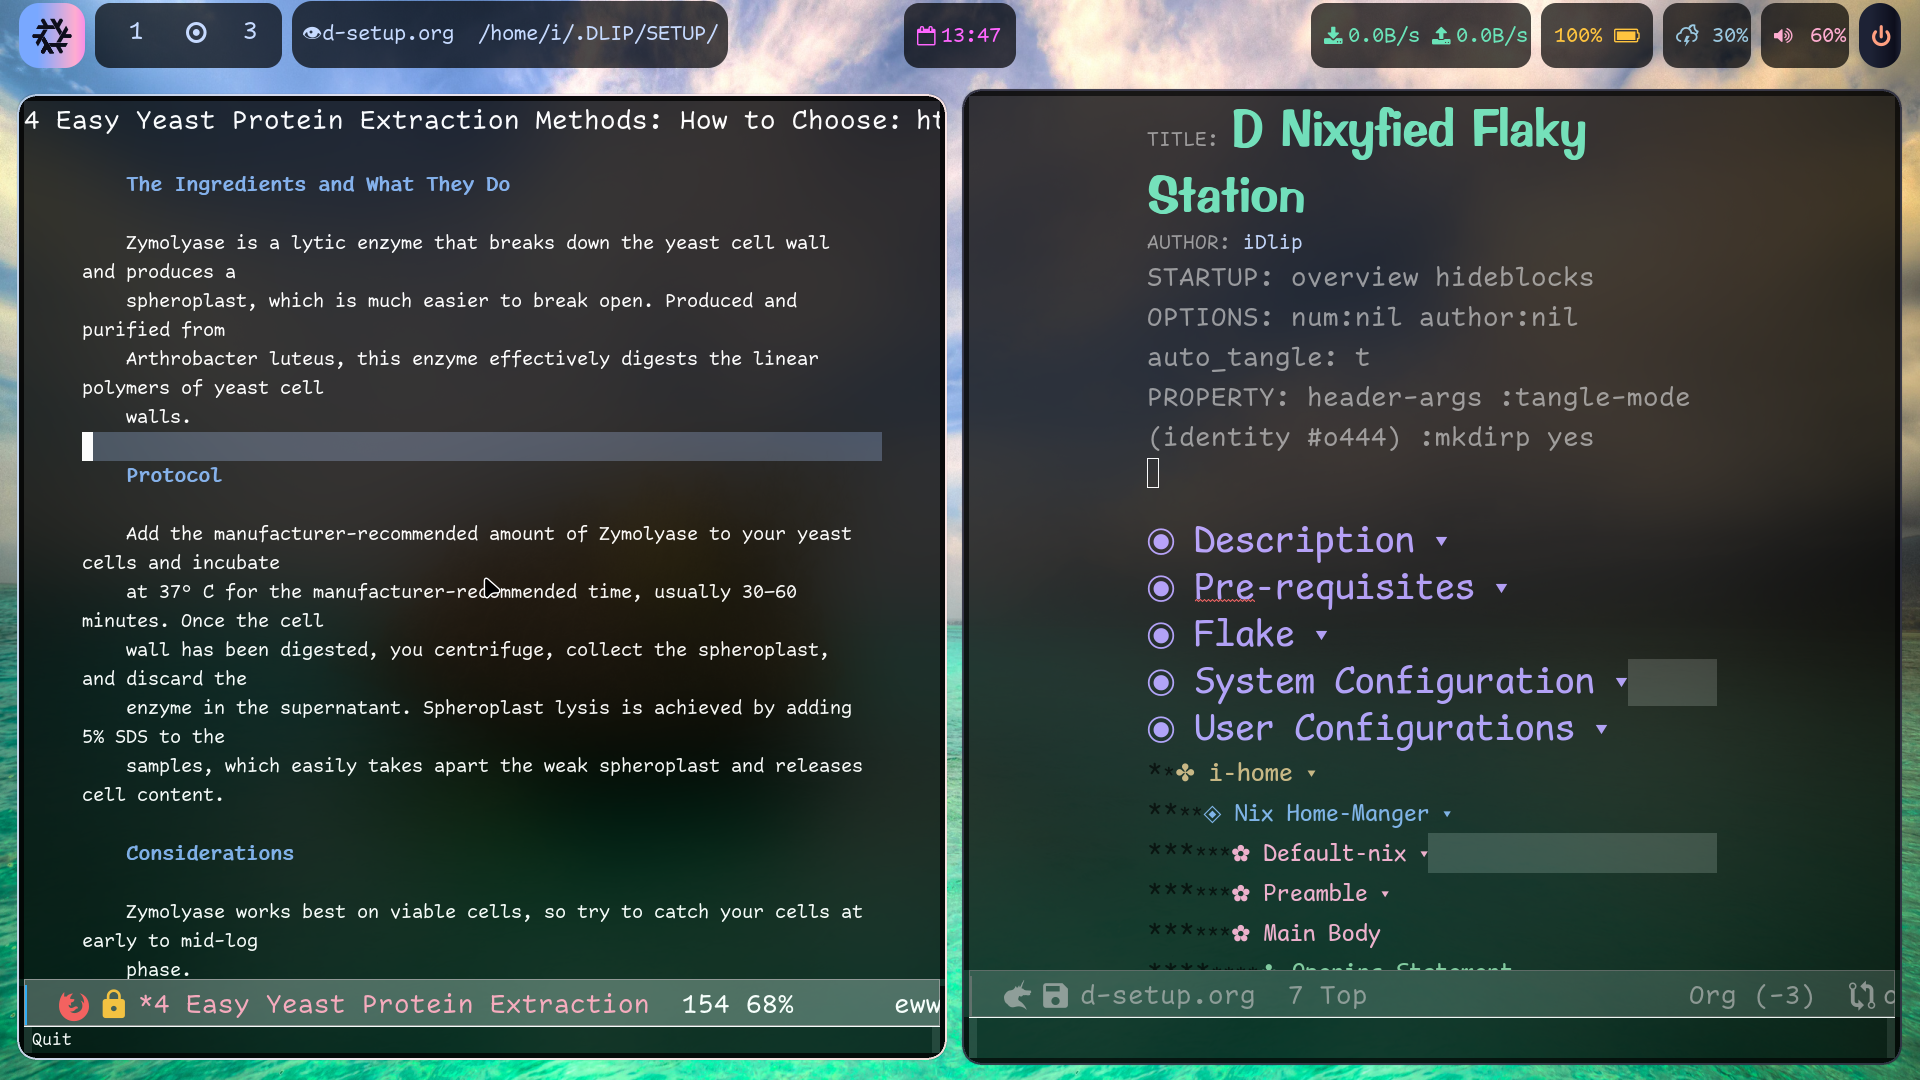 1 3
d-setup.org /home/i/.DLIP/SETUP/
13:47
0.0B/s 0.0B/s
100%
30%
60%
4 Easy Yeast Protein Extraction Methods: How to Choose: ht
The Ingredients and What They Do
Zymolyase is a lytic enzyme that breaks down the yeast cell wall
and produces a
spheroplast, which is much easier to break open. Produced and
purified from
Arthrobacter luteus, this enzyme effectively digests the linear
polymers of yeast cell
walls.
Protocol
Add the manufacturer-recommended amount of Zymolyase to your yeast
cells and incubate
at 37° C for the manufacturer-recommended time, usually 30–60
minutes. Once the cell
wall has been digested, you centrifuge, collect the spheroplast,
and discard the
enzyme in the supernatant. Spheroplast lysis is achieved by adding
5% SDS to the
samples, which easily takes apart the weak spheroplast and releases
cell content.
Considerations
Zymolyase works best on viable cells, so try to catch your cells at
early to mid-log
phase.
*4 Easy Yeast Protein Extraction 154 68% eww
Quit
TITLE: D Nixyfied Flaky
Station
AUTHOR: iDlip
STARTUP: overview hideblocks
OPTIONS: num:nil author:nil
auto_tangle: t
PROPERTY: header-args :tangle-mode
(identity #o444) :mkdirp yes
Description
Pre-requisites
Flake
System Configuration
User Configurations
**✤ i-home
****◈ Nix Home-Manger
******✿ Default-nix
******✿ Preamble
******✿ Main Body
Opening Statement
d-setup.org 7 Top Org (-3)